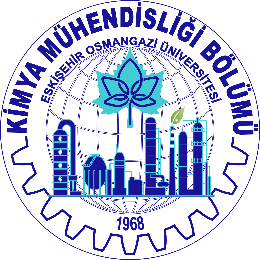 KİMYA MÜHENDİSLİĞİ BÖLÜMÜ
ESKİŞEHİR OSMANGAZİ ÜNİVERSİTESİ
1968